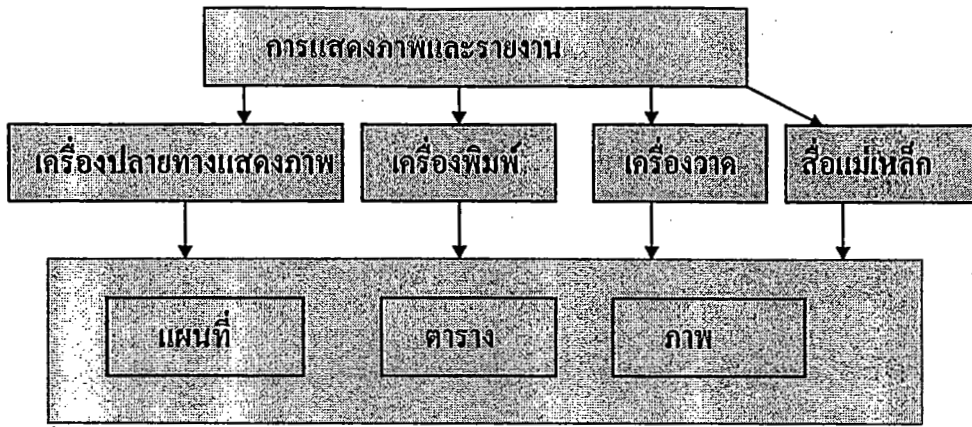 การแสดงภาพและรายงาน
เครื่องปลายทางแสดงภาพ เครื่องพิมพ์ เครื่องวาด สื่อแม่เหล็ก
แผนที่ ตาราง ภาพ